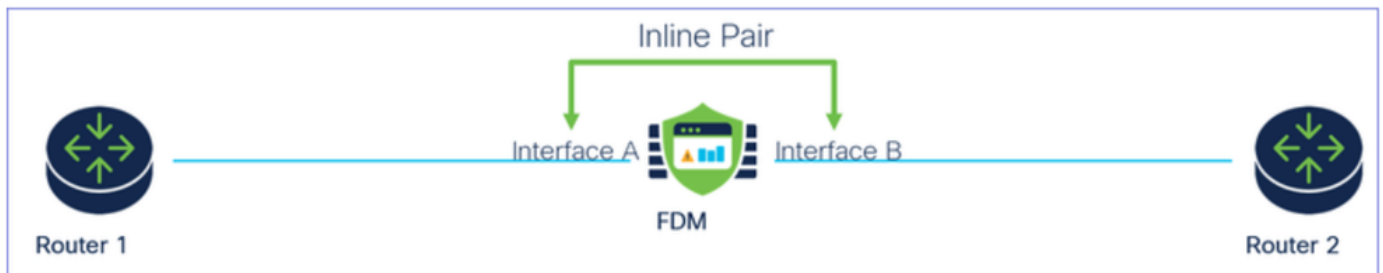 Inline Pair
Interface A
Interface B
FDM
Router 1
Router 2